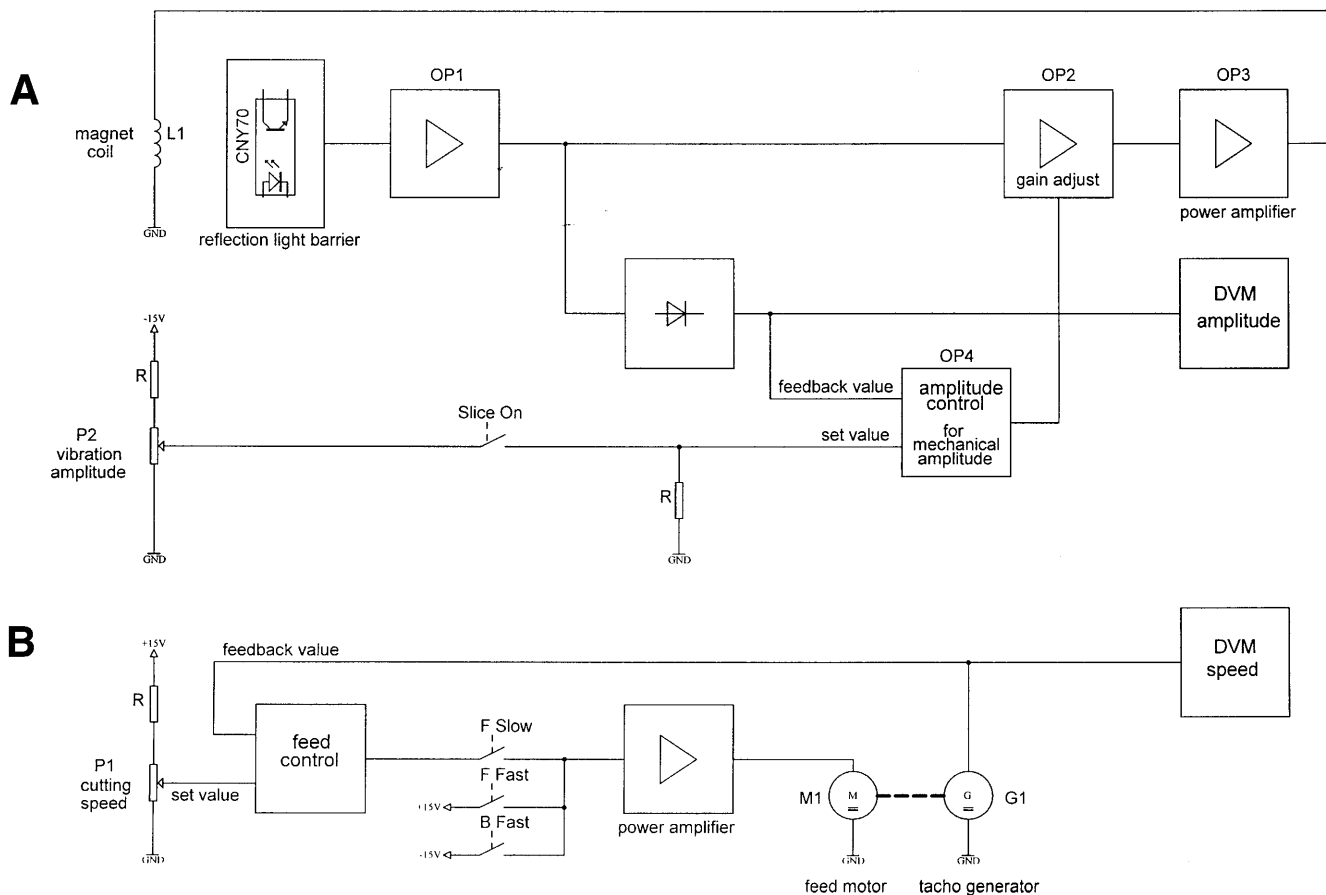 A
OP1
OP2
OP3
magnet
coil
L1
CNY70
gain adjust
GND
reflection light barrier
power amplifier
DVM
amplitude
-15V
R
OP4
feedback value
amplitude
control
for
mechanical
amplitude
Slice On
P2
vibration
amplitude
set value
R
GND
GND
B
+15V
feedback value
DVM
speed
R
feed
control
F Slow
P1
cutting
speed
set value
F Fast
+15V
B Fast
-15V
power amplifier
M1
M
G
G1
GND
GND
GND
feed motor
tacho generator